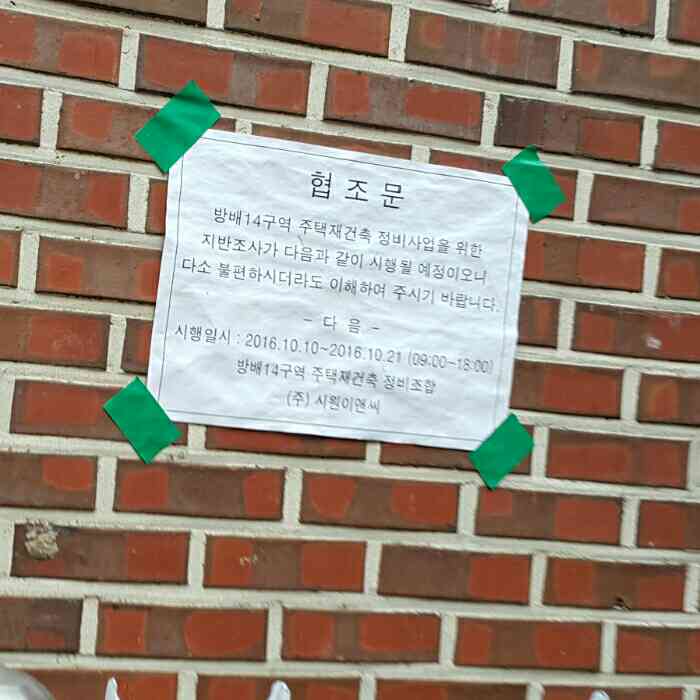 협조문
방배14구역 주택재건축 정비사업을 위한
지반조사가 다음과 같이 시행될 예정이오니
다소 불편하시더라도 이해하여 주시기 바랍니다.
- 다 음 -
시행일시 : 2016.10.10~2016.10.21 (09:00~18:00)
방배14구역 주택재건축 정비조합
(주) 시원이앤씨